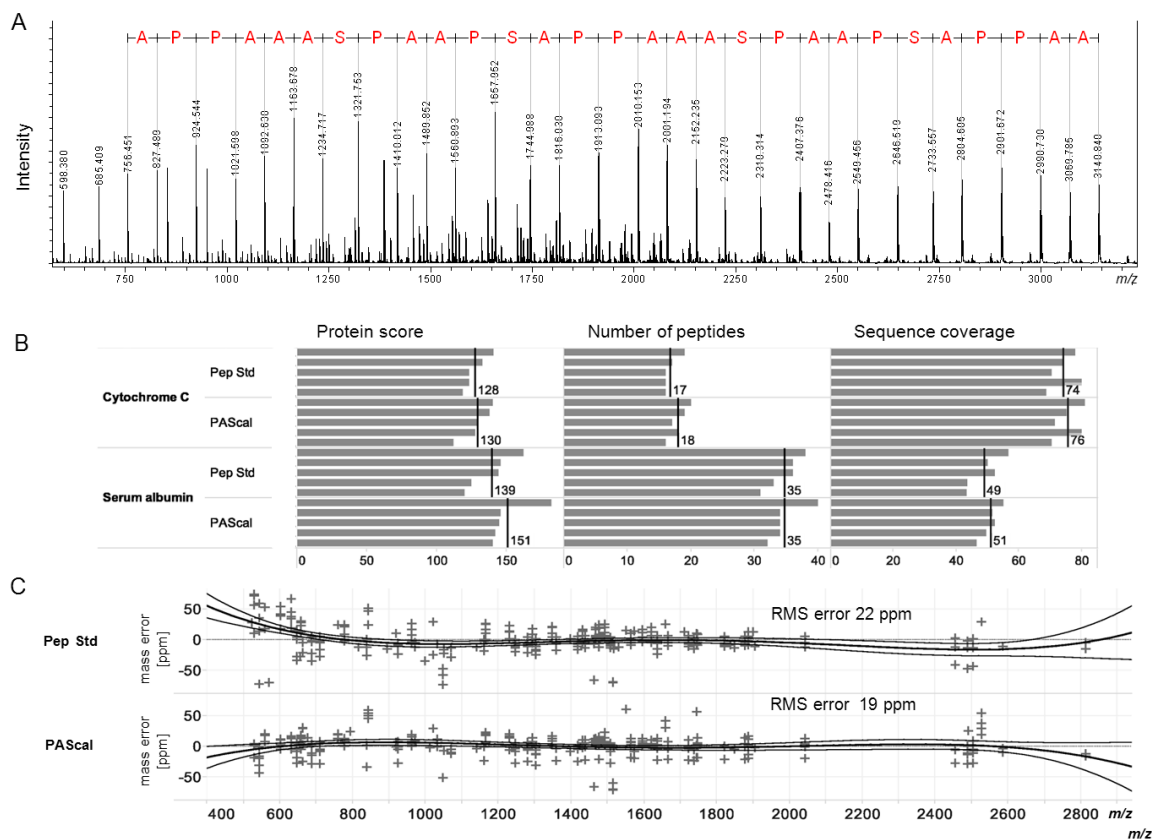 A
A P P A A A S P A A P S A P P A A A S P A A P S A P P A A
Intensity
598.380 685.409 756.451 827.489 924.544 1021.598 1092.630 1163.678 1234.717 1321.753 1410.012 1489.852 1560.893 1657.952 1744.988 1816.030 1913.093 2010.153 2081.194 2152.235 2223.279 2310.314 2407.376 2478.416 2549.456 2646.519 2733.557 2804.605 2901.672 2990.730 3069.785 3140.840
750 1000 1250 1500 1750 2000 2250 2500 2750 3000 m/z
B
Protein score Number of peptides Sequence coverage
Cytochrome C
Pep Std
128 17 74
PAScal
130 18 76
Serum albumin
Pep Std
139 35 49
PAScal
151 35 51
0 50 100 150 0 10 20 30 40 0 20 40 60 80
C
Pep Std
mass error
[ppm]
50
0
-50
RMS error 22 ppm
PAScal
mass error
[ppm]
50
0
-50
RMS error 19 ppm
400 600 800 1000 1200 1400 1600 1800 2000 2200 2400 2600 2800 m/z
m/z